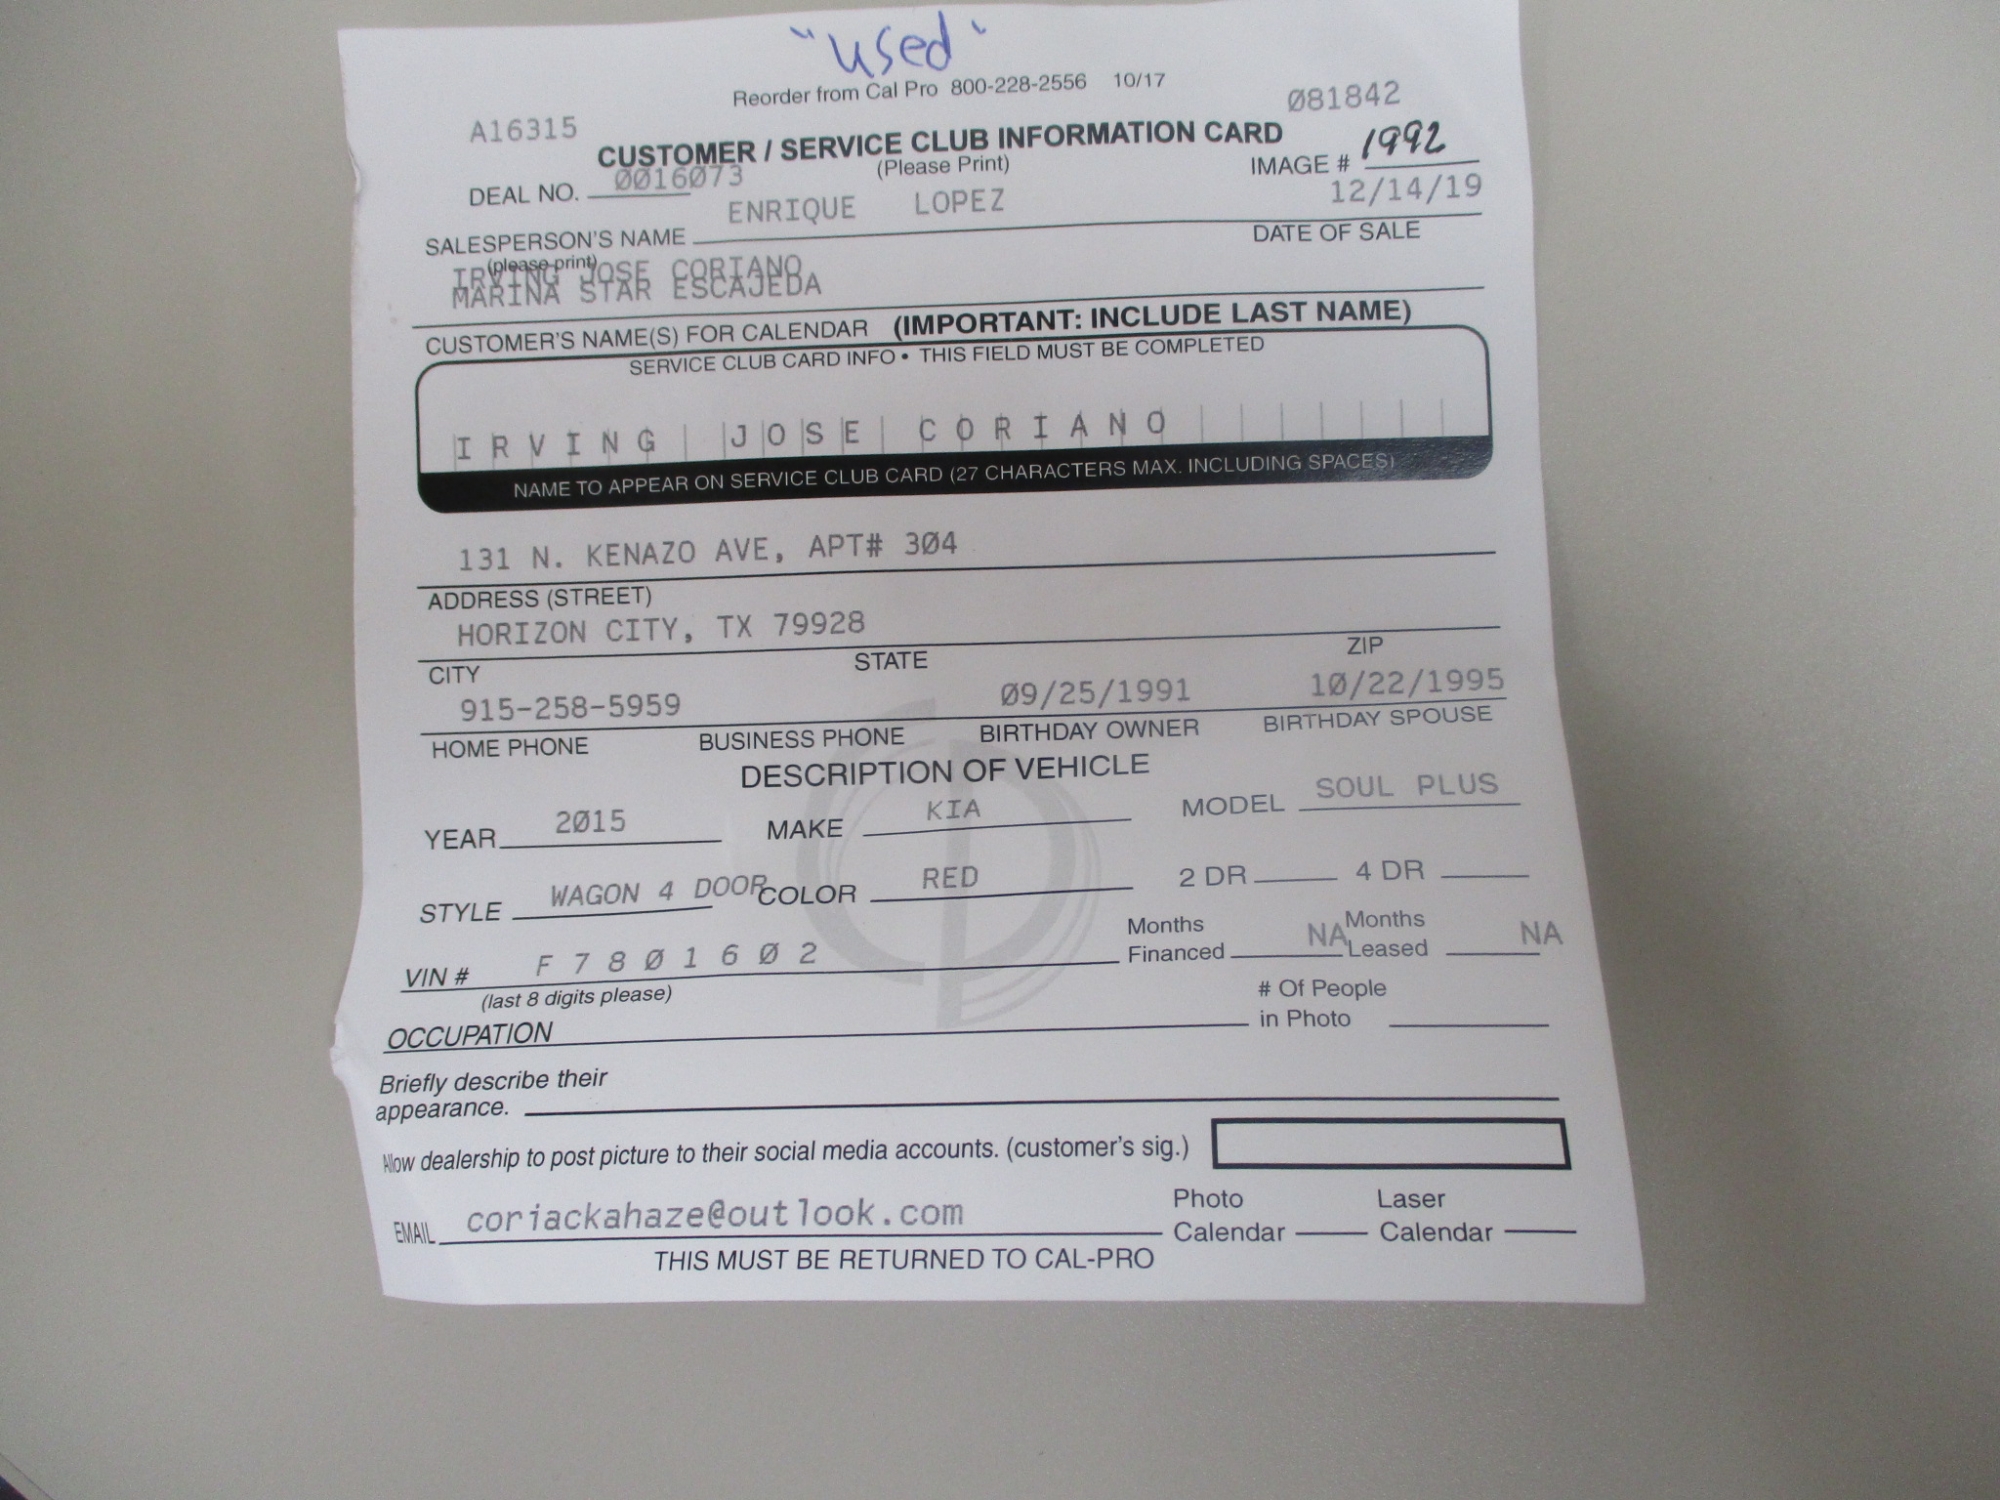 "used"
Reorder from Cal Pro 800-228-2556 10/17
A16315 Ø81842
CUSTOMER / SERVICE CLUB INFORMATION CARD
(Please Print) IMAGE # 1992
DEAL NO. ØØ16Ø73 12/14/19
SALESPERSON'S NAME ENRIQUE LOPEZ DATE OF SALE
(please print)
IRVING JOSE CORIANO
MARINA STAR ESCAJEDA
CUSTOMER'S NAME(S) FOR CALENDAR (IMPORTANT: INCLUDE LAST NAME)
SERVICE CLUB CARD INFO • THIS FIELD MUST BE COMPLETED
IRVING JOSE CORIANO
NAME TO APPEAR ON SERVICE CLUB CARD (27 CHARACTERS MAX. INCLUDING SPACES)
131 N. KENAZO AVE, APT# 3Ø4
ADDRESS (STREET)
HORIZON CITY, TX 79928
CITY STATE ZIP
915-258-5959 Ø9/25/1991 1Ø/22/1995
HOME PHONE BUSINESS PHONE BIRTHDAY OWNER BIRTHDAY SPOUSE
DESCRIPTION OF VEHICLE
YEAR 2Ø15 MAKE KIA MODEL SOUL PLUS
STYLE WAGON 4 DOOR COLOR RED 2 DR 4 DR
VIN # F 7 8 Ø 1 6 Ø 2 Months Financed NA Months Leased NA
(last 8 digits please)
OCCUPATION # Of People in Photo
Briefly describe their
appearance.
Allow dealership to post picture to their social media accounts. (customer's sig.)
EMAIL coriackahaze@outlook.com Photo Calendar Laser Calendar
THIS MUST BE RETURNED TO CAL-PRO